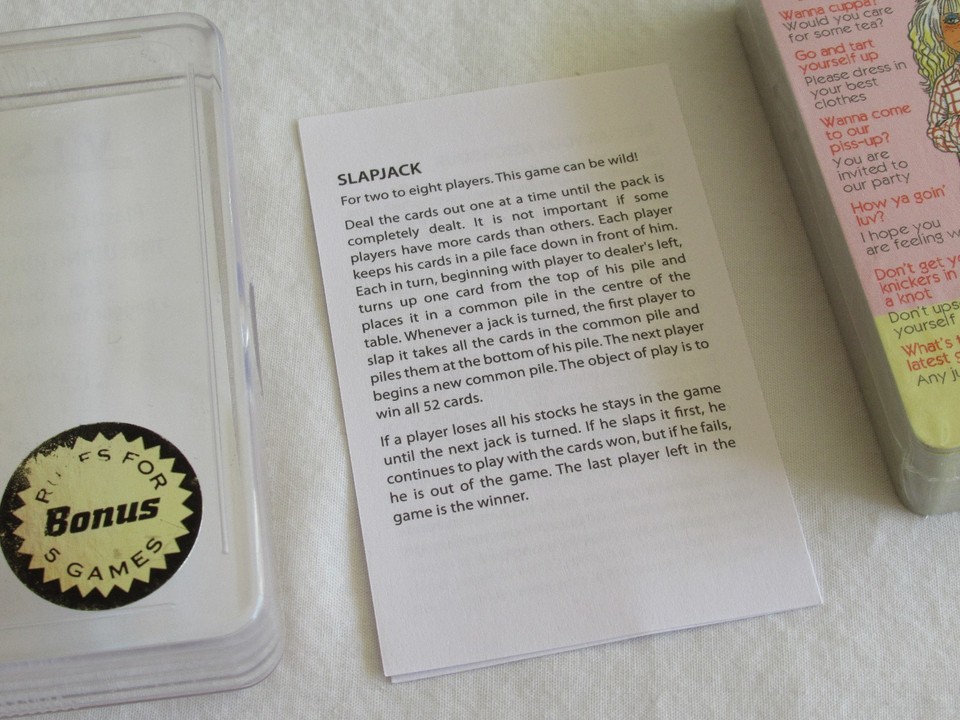 SLAPJACK
For two to eight players. This game can be wild!
Deal the cards out one at a time until the pack is
completely dealt. It is not important if some
players have more cards than others. Each player
keeps his cards in a pile face down in front of him.
Each in turn, beginning with player to dealer's left,
turns up one card from the top of his pile and
places it in a common pile in the centre of the
table. Whenever a jack is turned, the first player to
slap it takes all the cards in the common pile and
piles them at the bottom of his pile. The next player
begins a new common pile. The object of play is to
win all 52 cards.
If a player loses all his stocks he stays in the game
until the next jack is turned. If he slaps it first, he
continues to play with the cards won, but if he fails,
he is out of the game. The last player left in the
game is the winner.
FOR
Bonus
5 GAMES
Wanna cuppa?
Would you care
for some tea?
Go and tart
yourself up
Please dress in
your best
clothes
Wanna come
to our
piss-up?
You are
invited to
our party
How ya goin'
luv?
I hope you
are feeling
Don't get
knickers in
a knot
Don't
yourself
What's
latest
Any